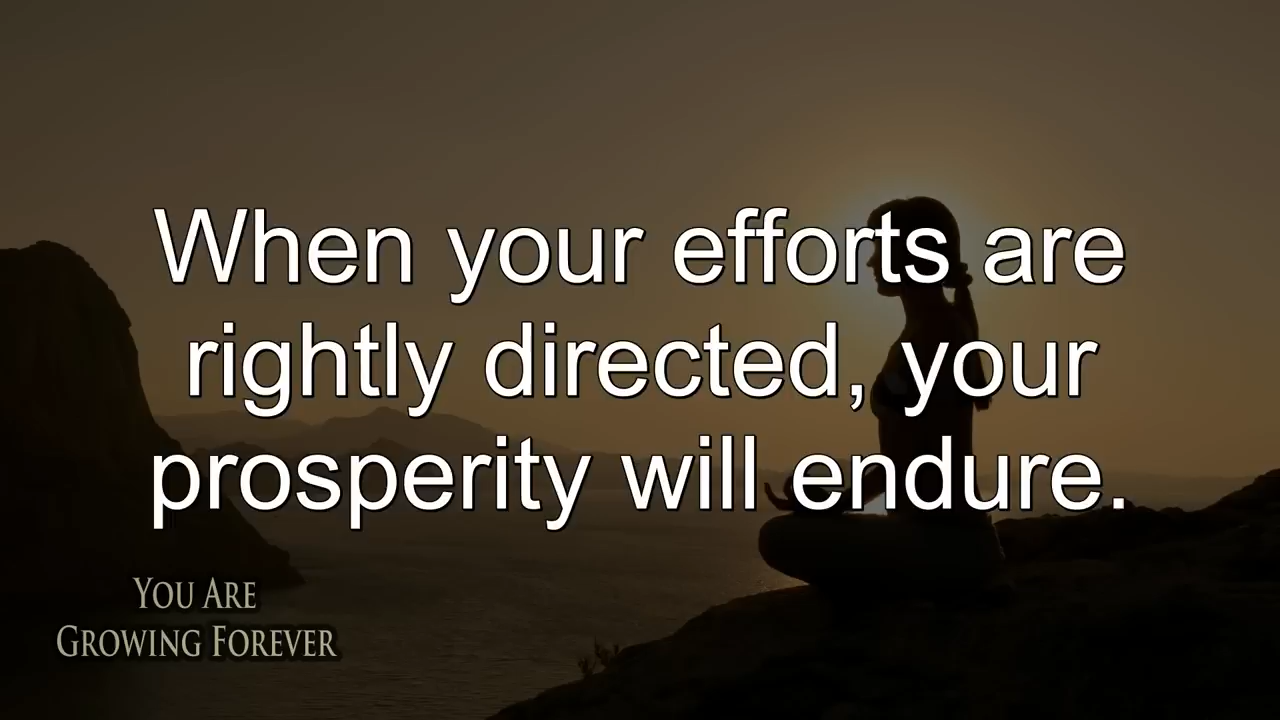 When your efforts are
rightly directed, your
prosperity will endure.
You Are
Growing Forever